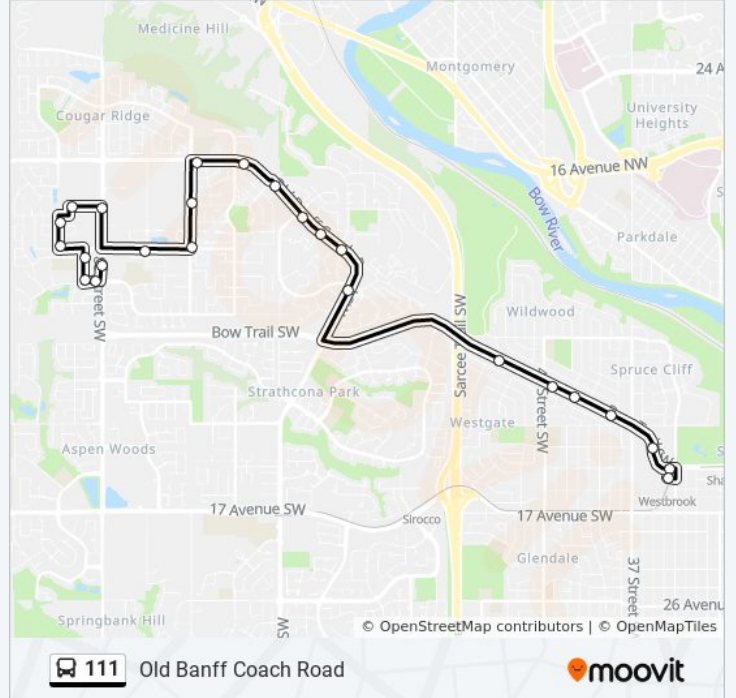 Medicine Hill
Montgomery
24 A
Cougar Ridge
University
Heights
16 Avenue NW
Bow River
Parkdale
Street SW
Bow Trail SW
Sarcee Trail SW
Wildwood
Spruce Cliff
Strathcona Park
Westgate
Street SW
Aspen Woods
Sha
Westbrook
17 Avenue SW
Sirocco
17 Avenue SW
Glendale
37 Street
26 Avenu
Springbank Hill
SW
© OpenStreetMap contributors | © OpenMapTiles
111 Old Banff Coach Road
moovit